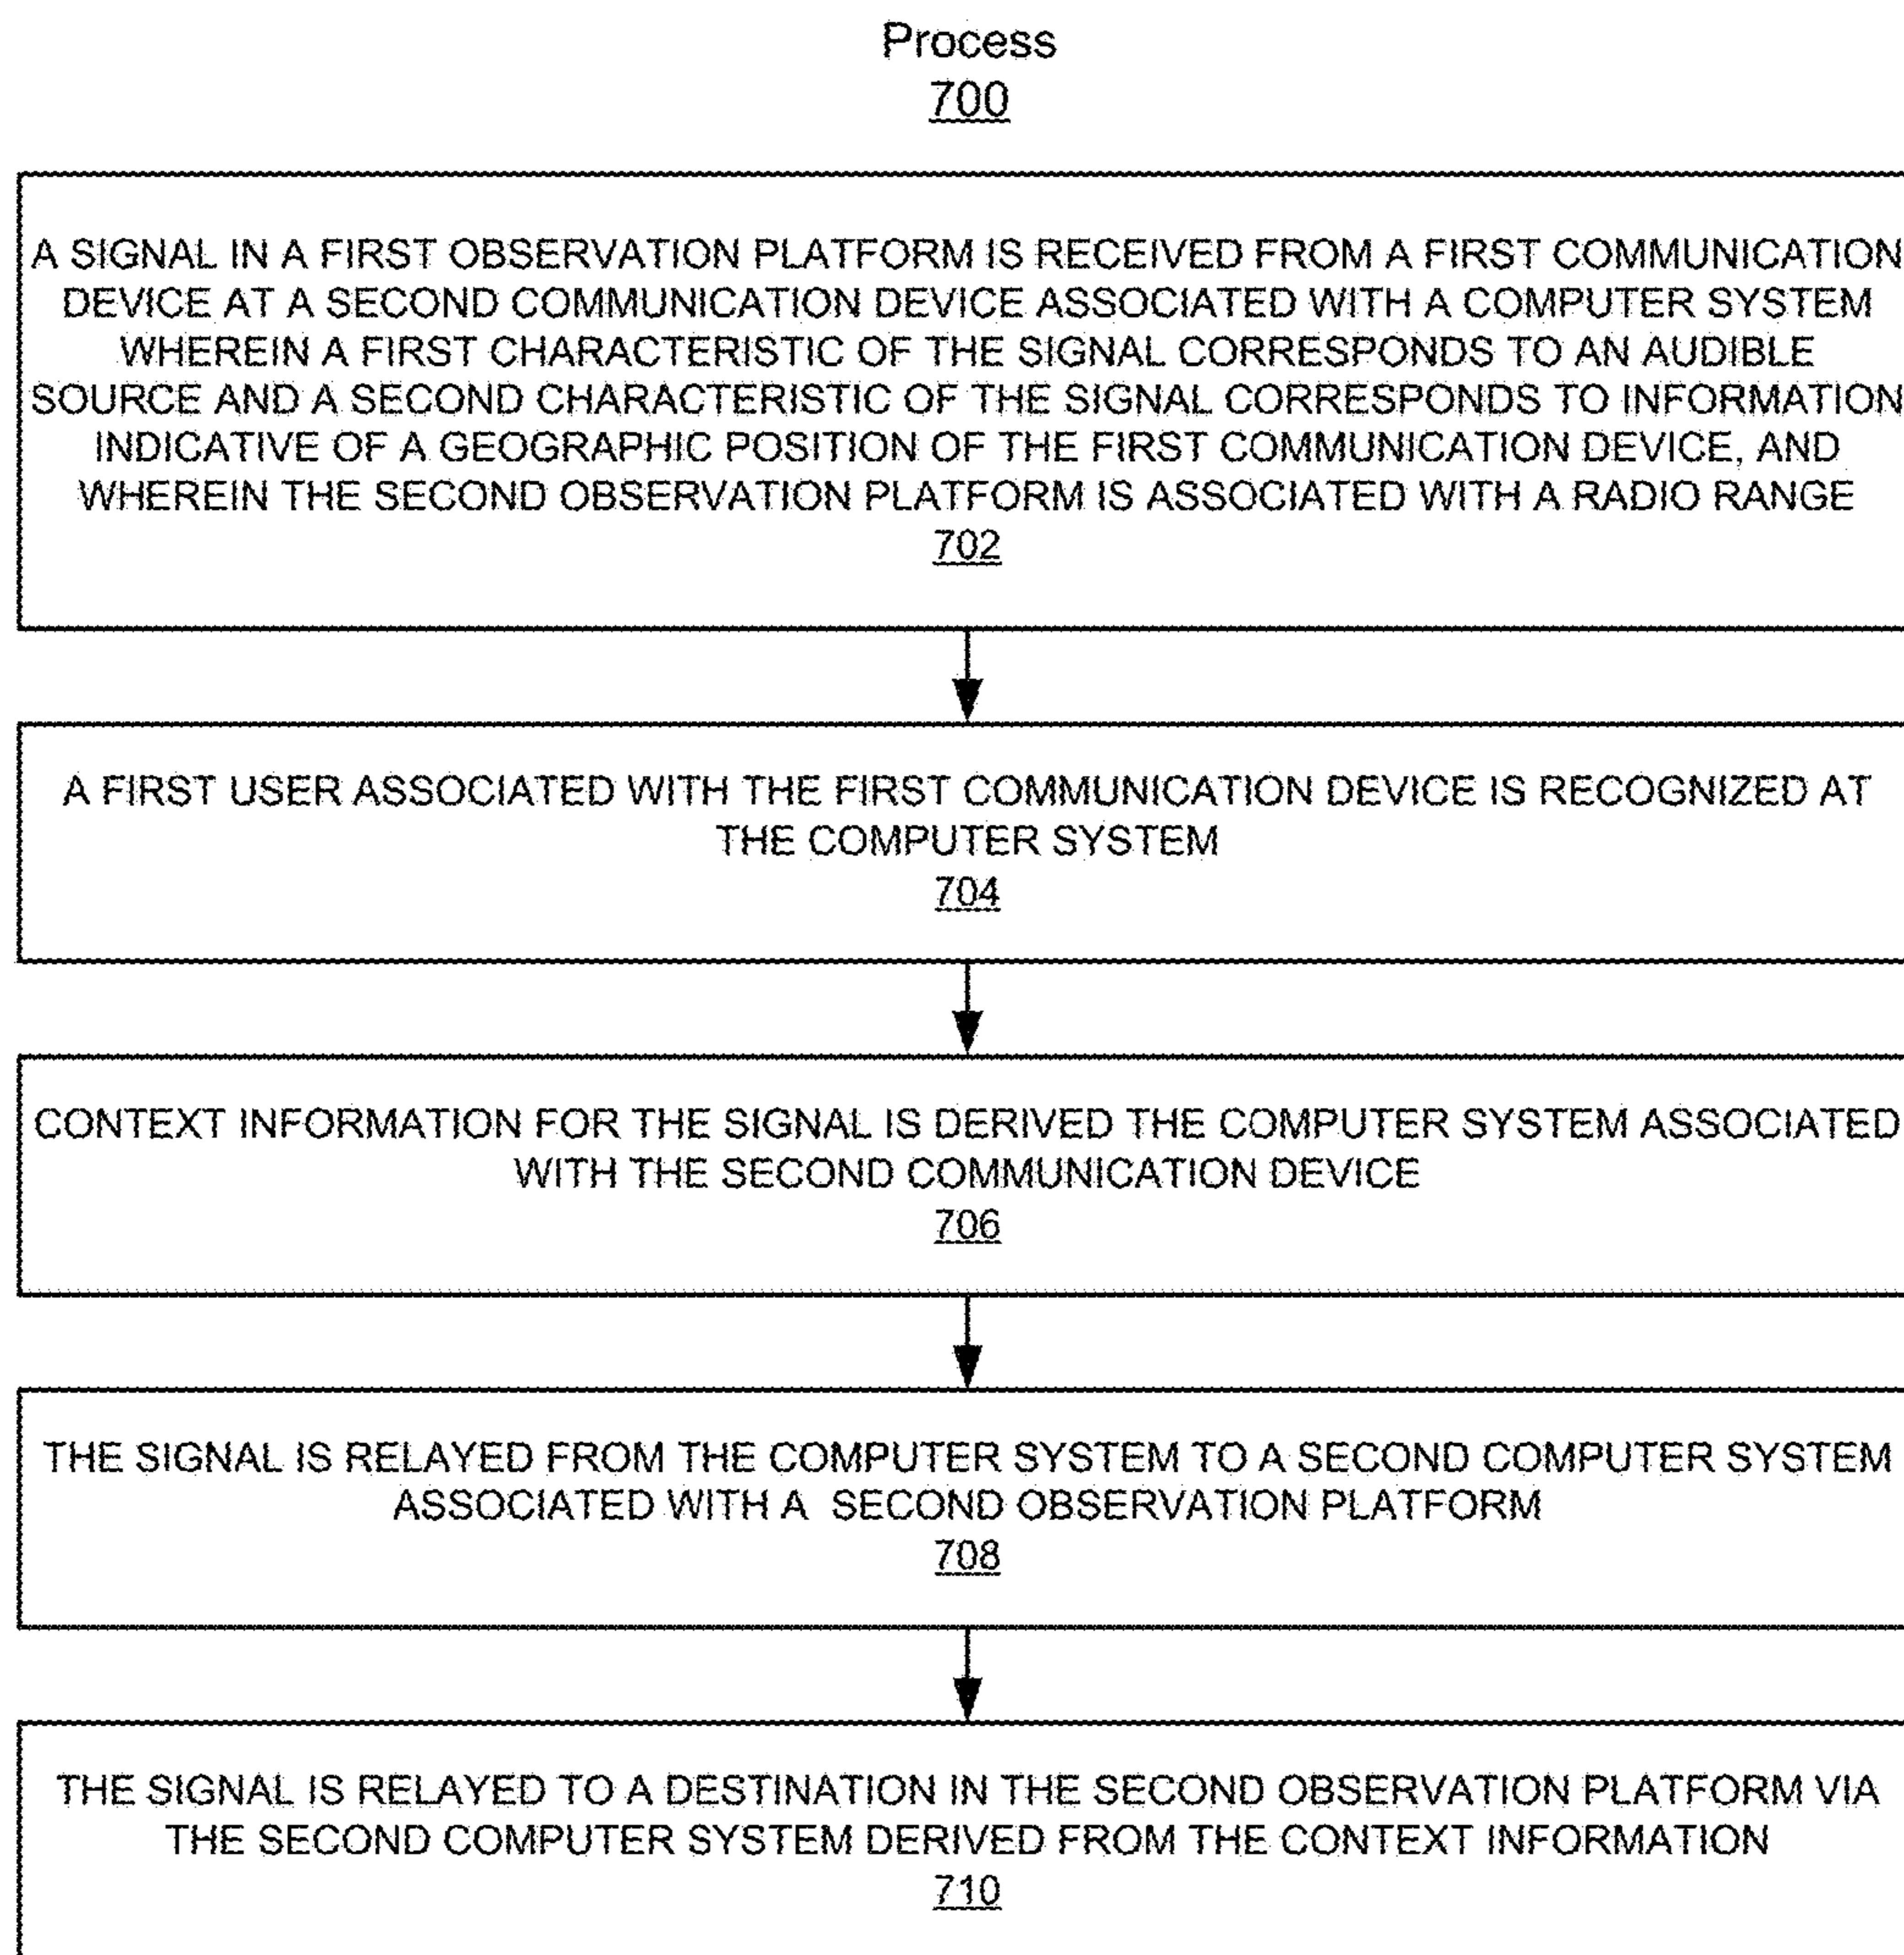 Process
700
A SIGNAL IN A FIRST OBSERVATION PLATFORM IS RECEIVED FROM A FIRST COMMUNICATION
DEVICE AT A SECOND COMMUNICATION DEVICE ASSOCIATED WITH A COMPUTER SYSTEM
WHEREIN A FIRST CHARACTERISTIC OF THE SIGNAL CORRESPONDS TO AN AUDIBLE
SOURCE AND A SECOND CHARACTERISTIC OF THE SIGNAL CORRESPONDS TO INFORMATION
INDICATIVE OF A GEOGRAPHIC POSITION OF THE FIRST COMMUNICATION DEVICE, AND
WHEREIN THE SECOND OBSERVATION PLATFORM IS ASSOCIATED WITH A RADIO RANGE
702
A FIRST USER ASSOCIATED WITH THE FIRST COMMUNICATION DEVICE IS RECOGNIZED AT
THE COMPUTER SYSTEM
704
CONTEXT INFORMATION FOR THE SIGNAL IS DERIVED THE COMPUTER SYSTEM ASSOCIATED
WITH THE SECOND COMMUNICATION DEVICE
706
THE SIGNAL IS RELAYED FROM THE COMPUTER SYSTEM TO A SECOND COMPUTER SYSTEM
ASSOCIATED WITH A SECOND OBSERVATION PLATFORM
708
THE SIGNAL IS RELAYED TO A DESTINATION IN THE SECOND OBSERVATION PLATFORM VIA
THE SECOND COMPUTER SYSTEM DERIVED FROM THE CONTEXT INFORMATION
710